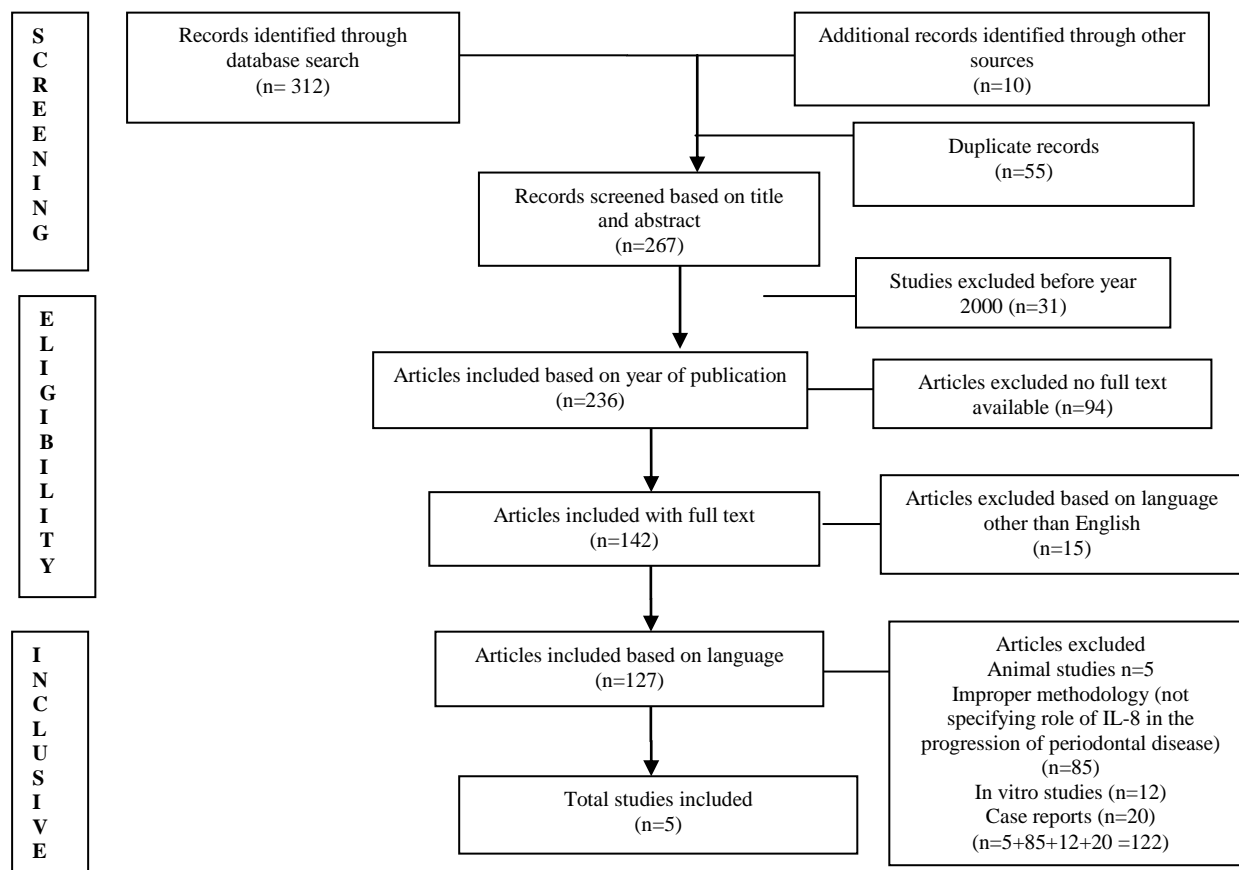 S
C
R
E
E
N
I
N
G
Records identified through
database search
(n= 312)
Additional records identified through other
sources
(n=10)
Duplicate records
(n=55)
Records screened based on title
and abstract
(n=267)
Studies excluded before year
2000 (n=31)
E
L
I
G
I
B
I
L
I
T
Y
Articles included based on year of publication
(n=236)
Articles excluded no full text
available (n=94)
Articles included with full text
(n=142)
Articles excluded based on language
other than English
(n=15)
I
N
C
L
U
S
I
V
E
Articles included based on language
(n=127)
Articles excluded
Animal studies n=5
Improper methodology (not
specifying role of IL-8 in the
progression of periodontal disease)
(n=85)
In vitro studies (n=12)
Case reports (n=20)
(n=5+85+12+20 =122)
Total studies included
(n=5)